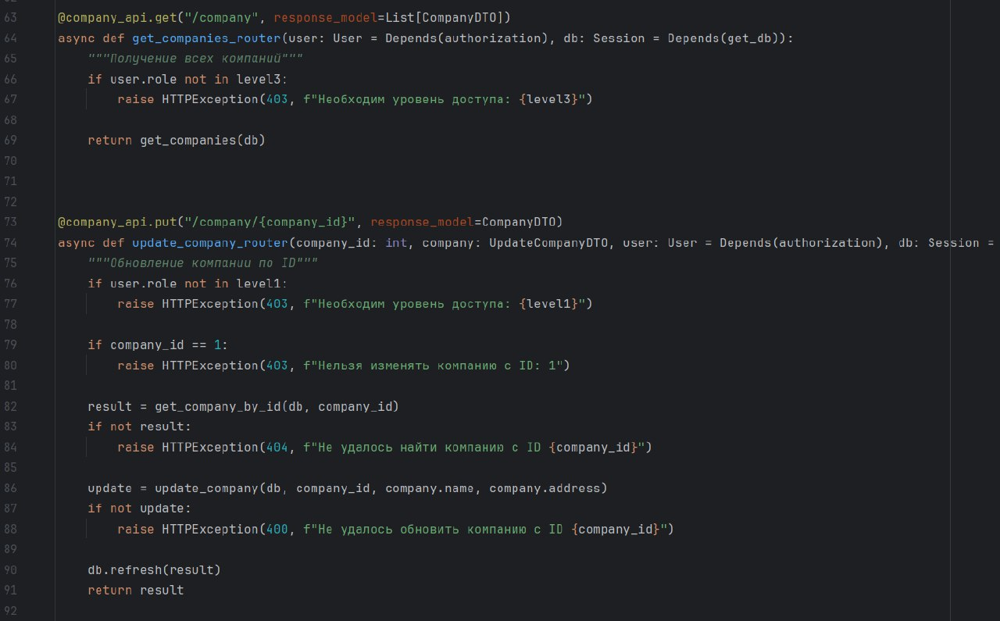 63 @company_api.get("/company", response_model=List[CompanyDTO])
64 async def get_companies_router(user: User = Depends(authorization), db: Session = Depends(get_db)):
65 """Получение всех компаний"""
66 if user.role not in level3:
67 raise HTTPException(403, f"Необходим уровень доступа: {level3}")
68
69 return get_companies(db)
70
71
72
73 @company_api.put("/company/{company_id}", response_model=CompanyDTO)
74 async def update_company_router(company_id: int, company: UpdateCompanyDTO, user: User = Depends(authorization), db: Session =
75 """Обновление компании по ID"""
76 if user.role not in level1:
77 raise HTTPException(403, f"Необходим уровень доступа: {level1}")
78
79 if company_id == 1:
80 raise HTTPException(403, f"Нельзя изменять компанию с ID: 1")
81
82 result = get_company_by_id(db, company_id)
83 if not result:
84 raise HTTPException(404, f"Не удалось найти компанию с ID {company_id}")
85
86 update = update_company(db, company_id, company.name, company.address)
87 if not update:
88 raise HTTPException(400, f"Не удалось обновить компанию с ID {company_id}")
89
90 db.refresh(result)
91 return result
92